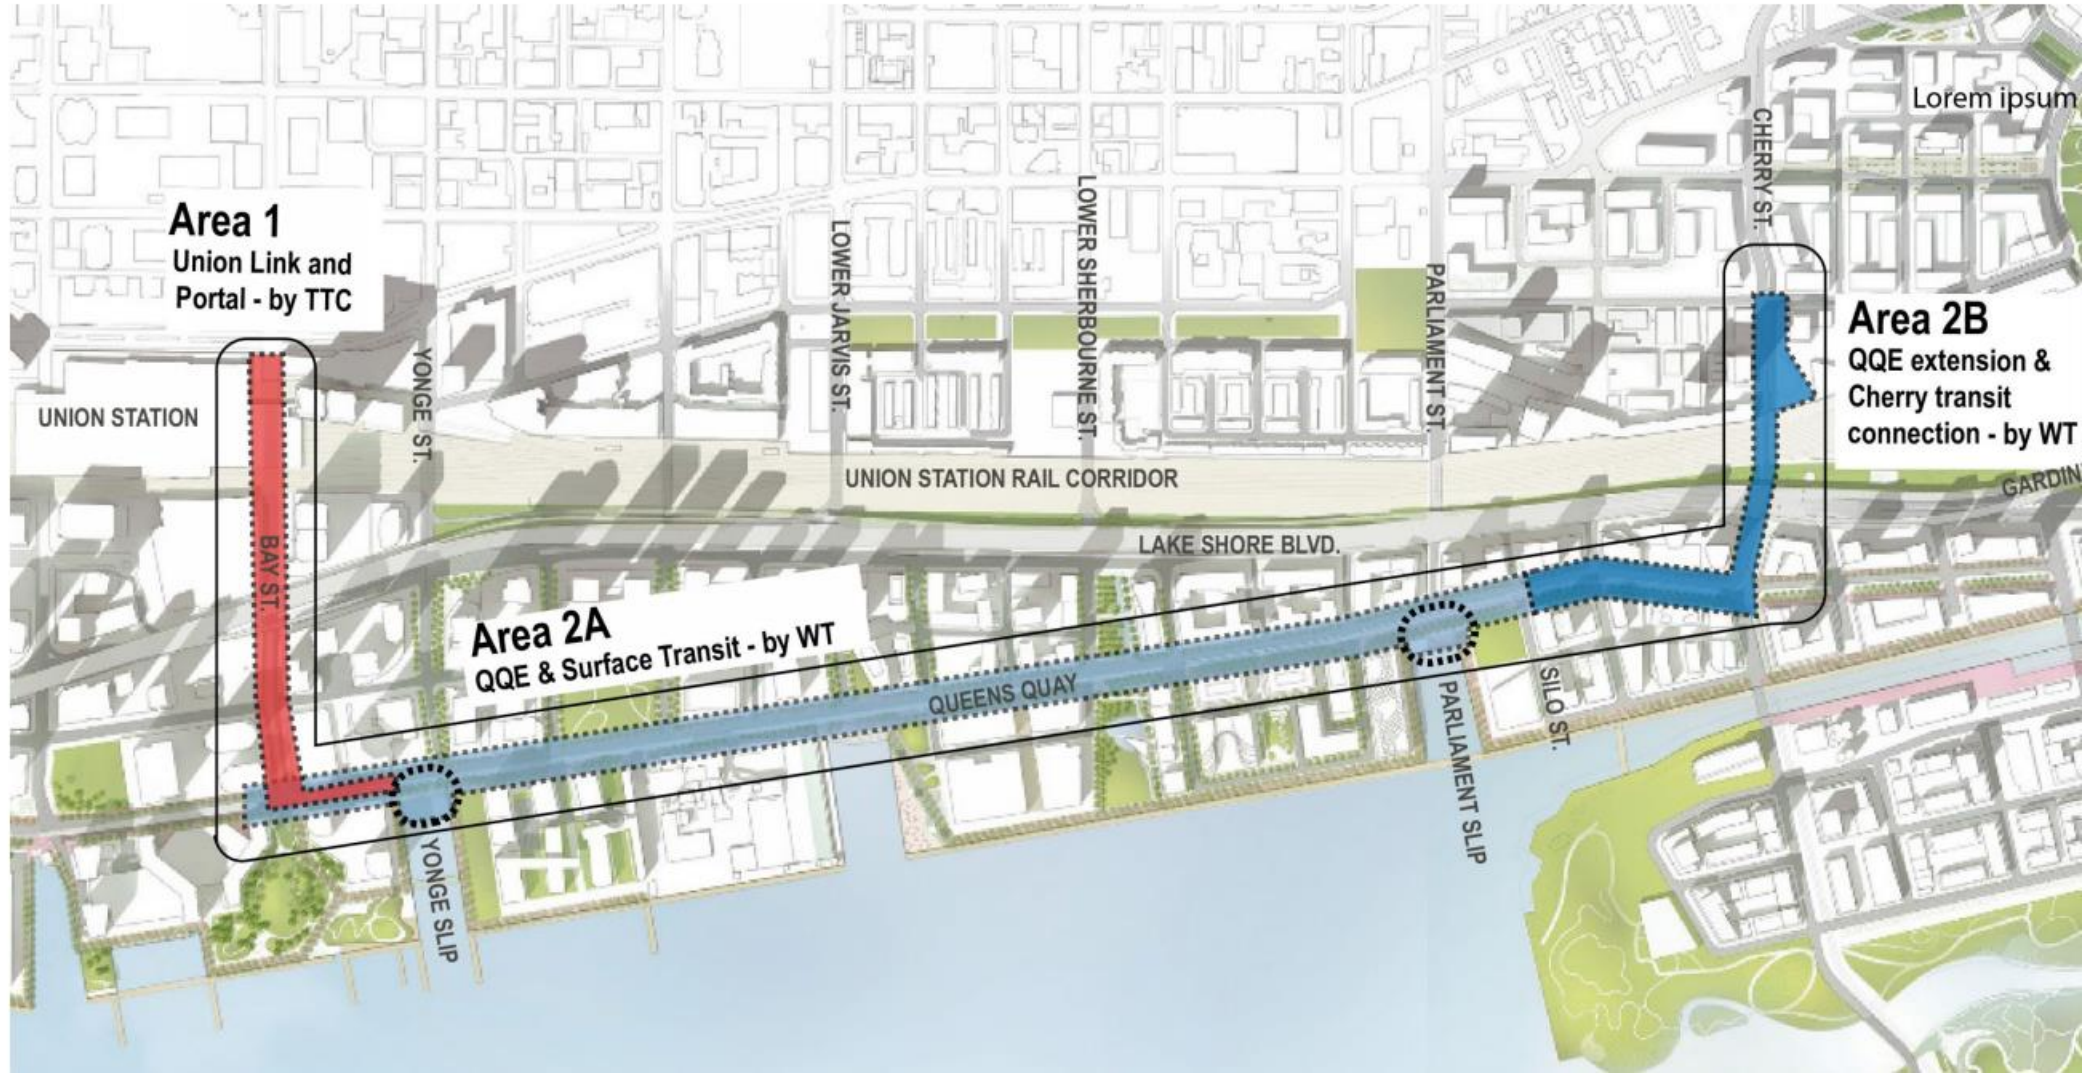 Lorem ipsum
CHERRY ST.
Area 1
Union Link and
Portal - by TTC
LOWER JARVIS ST.
LOWER SHERBOURNE ST.
PARLIAMENT ST.
Area 2B
QQE extension &
Cherry transit
connection - by WT
YONGE ST.
UNION STATION
UNION STATION RAIL CORRIDOR
GARDIN
BAY ST.
LAKE SHORE BLVD.
Area 2A
QQE & Surface Transit - by WT
QUEENS QUAY
SILO ST.
PARLIAMENT SLIP
YONGE SLIP